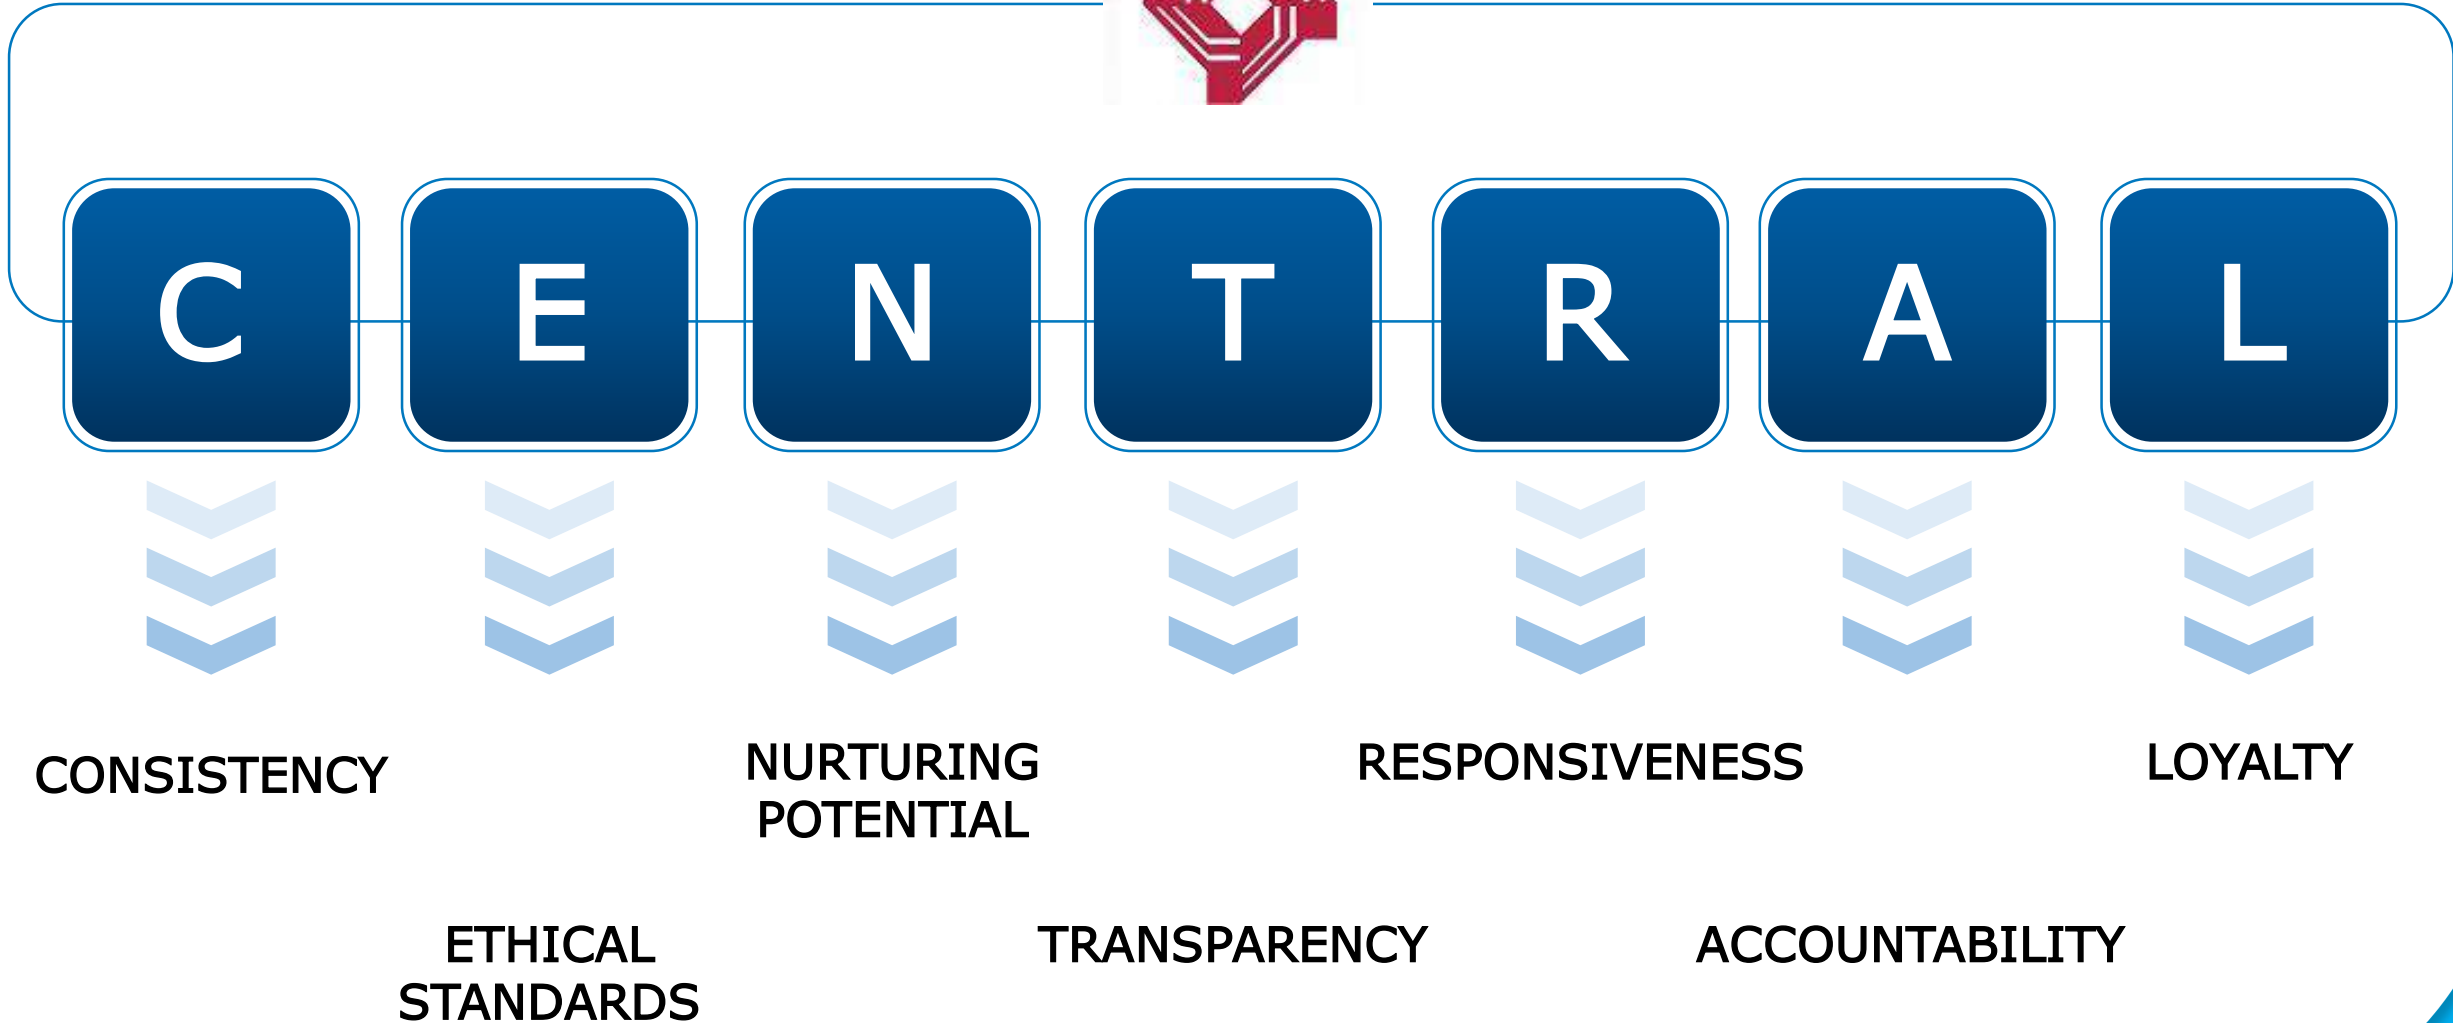 C E N T R A L
CONSISTENCY
ETHICAL
STANDARDS
NURTURING
POTENTIAL
TRANSPARENCY
RESPONSIVENESS
ACCOUNTABILITY
LOYALTY